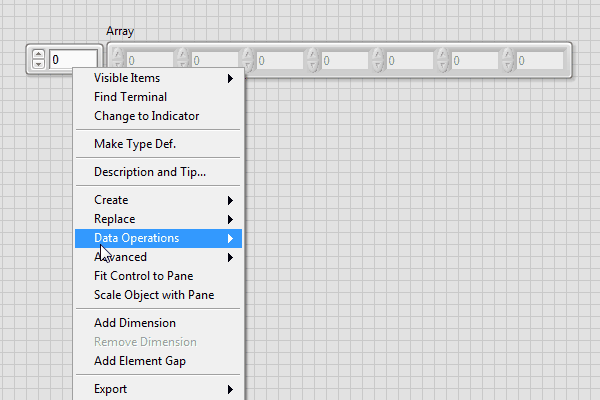 Array
0 0 0 0 0 0 0 0
Visible Items
Find Terminal
Change to Indicator
Make Type Def.
Description and Tip...
Create
Replace
Data Operations
Advanced
Fit Control to Pane
Scale Object with Pane
Add Dimension
Remove Dimension
Add Element Gap
Export